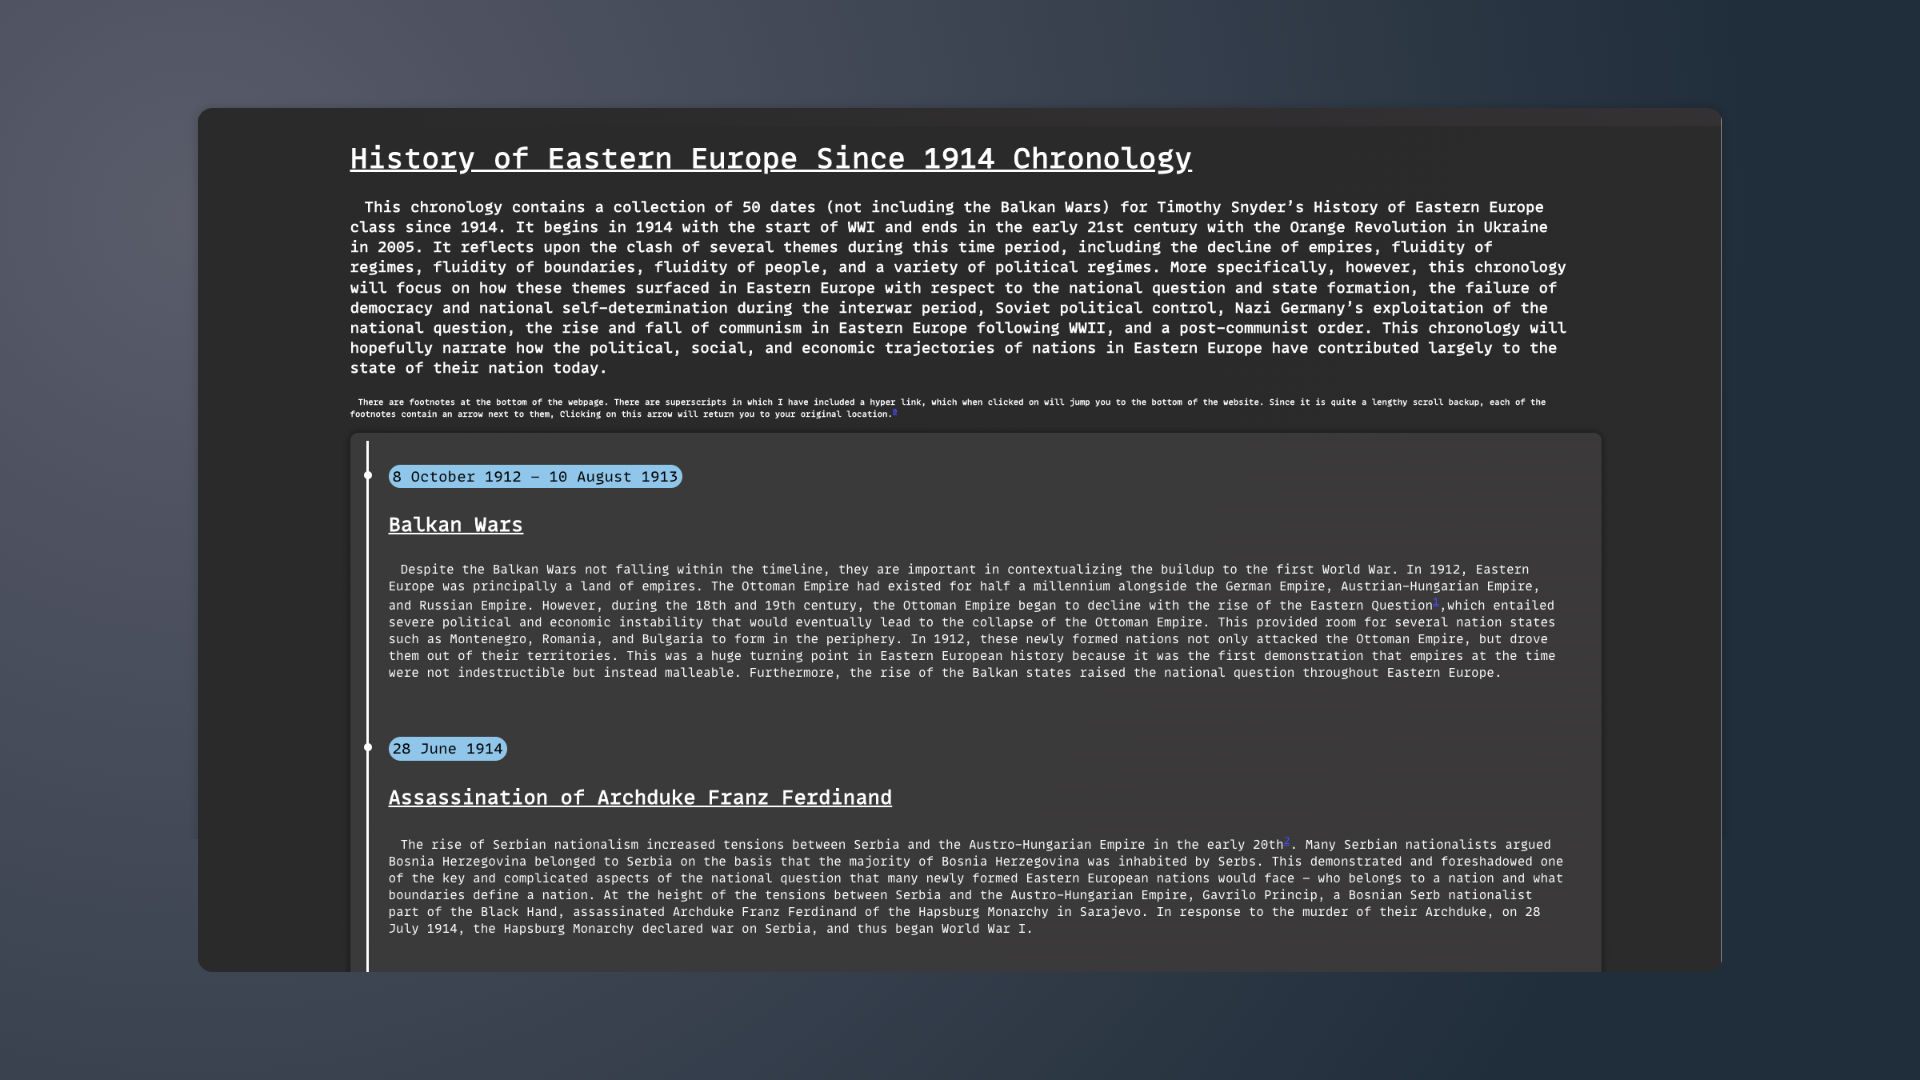 History of Eastern Europe Since 1914 Chronology
This chronology contains a collection of 50 dates (not including the Balkan Wars) for Timothy Snyder’s History of Eastern Europe
class since 1914. It begins in 1914 with the start of WWI and ends in the early 21st century with the Orange Revolution in Ukraine
in 2005. It reflects upon the clash of several themes during this time period, including the decline of empires, fluidity of
regimes, fluidity of boundaries, fluidity of people, and a variety of political regimes. More specifically, however, this chronology
will focus on how these themes surfaced in Eastern Europe with respect to the national question and state formation, the failure of
democracy and national self-determination during the interwar period, Soviet political control, Nazi Germany’s exploitation of the
national question, the rise and fall of communism in Eastern Europe following WWII, and a post-communist order. This chronology will
hopefully narrate how the political, social, and economic trajectories of nations in Eastern Europe have contributed largely to the
state of their nation today.
There are footnotes at the bottom of the webpage. There are superscripts in which I have included a hyper link, which when clicked on will jump you to the bottom of the website. Since it is quite a lengthy scroll backup, each of the
footnotes contain an arrow next to them, Clicking on this arrow will return you to your original location.0
8 October 1912 – 10 August 1913
Balkan Wars
Despite the Balkan Wars not falling within the timeline, they are important in contextualizing the buildup to the first World War. In 1912, Eastern
Europe was principally a land of empires. The Ottoman Empire had existed for half a millennium alongside the German Empire, Austrian-Hungarian Empire,
and Russian Empire. However, during the 18th and 19th century, the Ottoman Empire began to decline with the rise of the Eastern Question1,which entailed
severe political and economic instability that would eventually lead to the collapse of the Ottoman Empire. This provided room for several nation states
such as Montenegro, Romania, and Bulgaria to form in the periphery. In 1912, these newly formed nations not only attacked the Ottoman Empire, but drove
them out of their territories. This was a huge turning point in Eastern European history because it was the first demonstration that empires at the time
were not indestructible but instead malleable. Furthermore, the rise of the Balkan states raised the national question throughout Eastern Europe.
28 June 1914
Assassination of Archduke Franz Ferdinand
The rise of Serbian nationalism increased tensions between Serbia and the Austro-Hungarian Empire in the early 20th2. Many Serbian nationalists argued
Bosnia Herzegovina belonged to Serbia on the basis that the majority of Bosnia Herzegovina was inhabited by Serbs. This demonstrated and foreshadowed one
of the key and complicated aspects of the national question that many newly formed Eastern European nations would face – who belongs to a nation and what
boundaries define a nation. At the height of the tensions between Serbia and the Austro-Hungarian Empire, Gavrilo Princip, a Bosnian Serb nationalist
part of the Black Hand, assassinated Archduke Franz Ferdinand of the Hapsburg Monarchy in Sarajevo. In response to the murder of their Archduke, on 28
July 1914, the Hapsburg Monarchy declared war on Serbia, and thus began World War I.